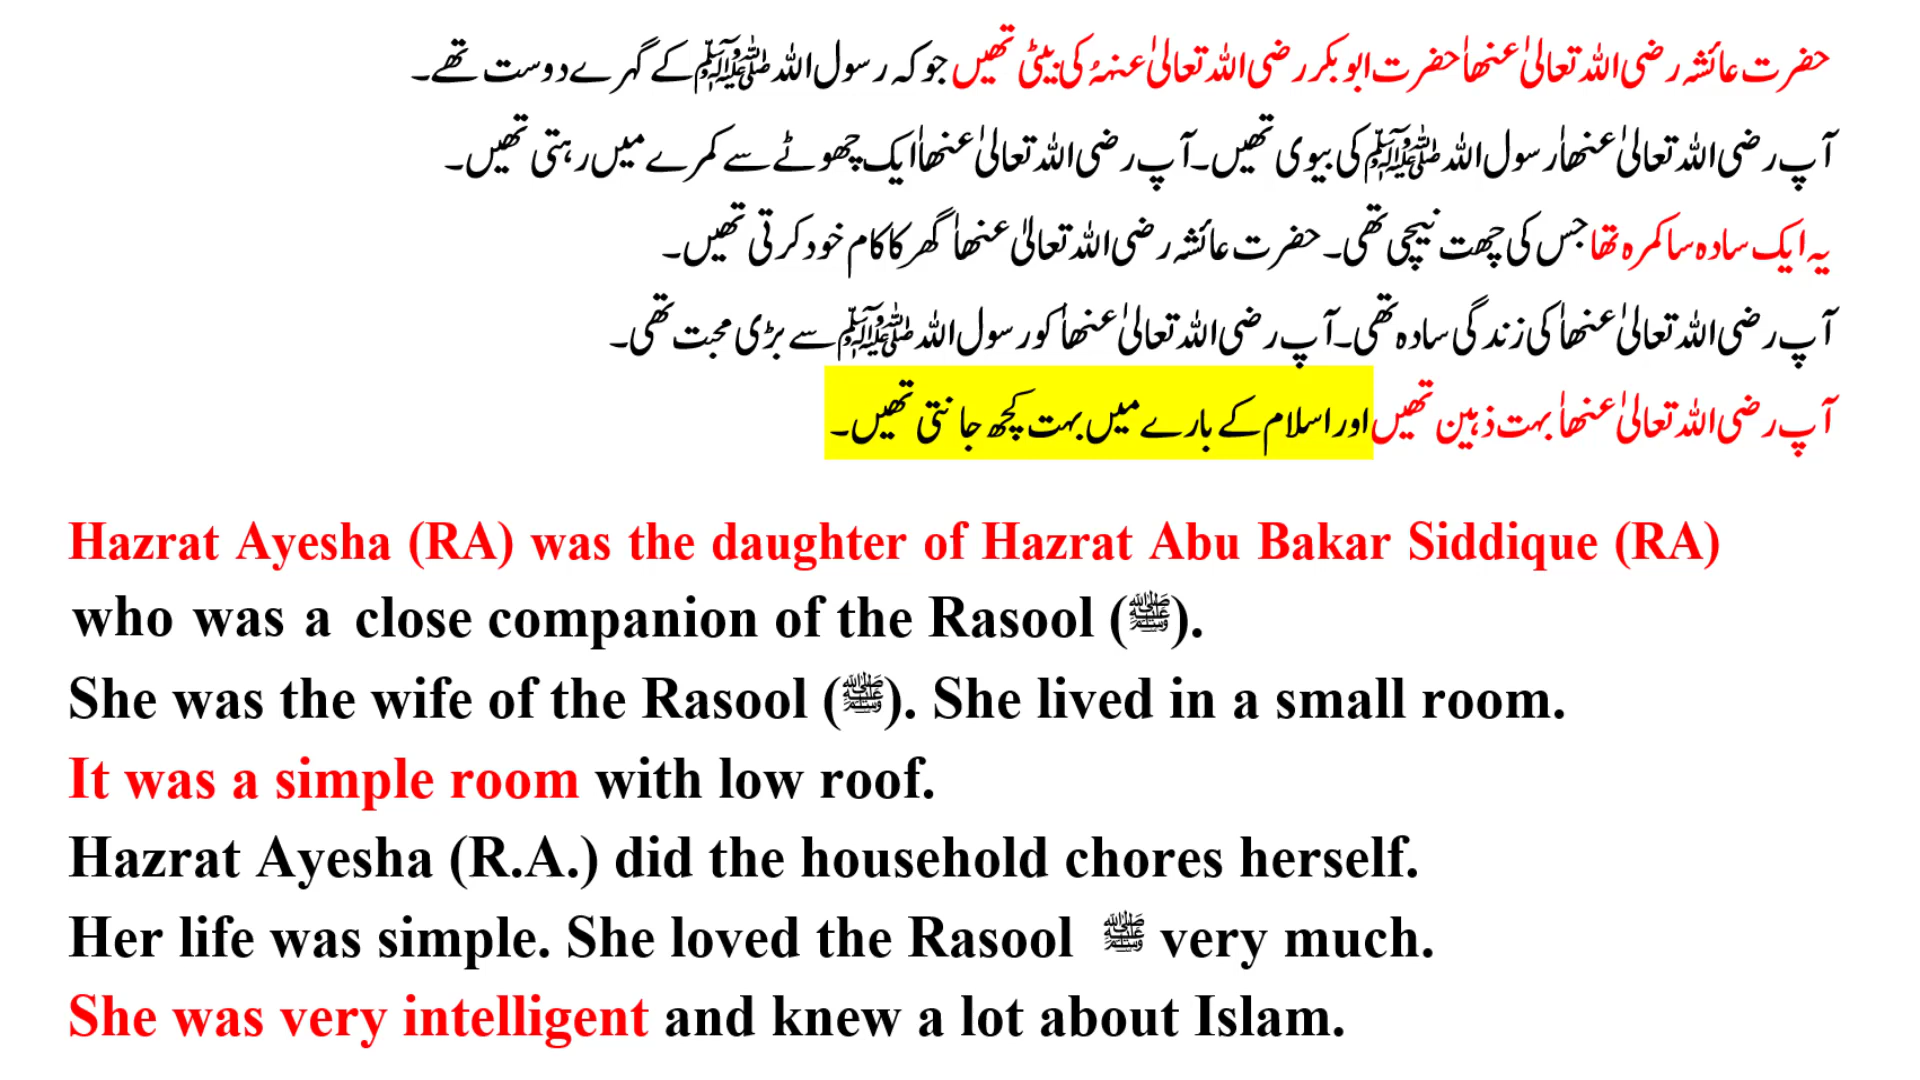 حضرت عائشہ رضی اللہ تعالیٰ عنھاٰ حضرت ابو بکر رضی اللہ تعالیٰ عنہُ کی بیٹی تھیں جو کہ رسول اللہ ﷺ کے گہرے دوست تھے۔
آپ رضی اللہ تعالیٰ عنھاٰ رسول اللہ ﷺ کی بیوی تھیں۔ آپ رضی اللہ تعالیٰ عنھاٰ ایک چھوٹے سے کمرے میں رہتی تھیں۔
یہ ایک سادہ سا کمرہ تھا جس کی چھت نیچی تھی۔ حضرت عائشہ رضی اللہ تعالیٰ عنھاٰ گھر کا کام خود کرتی تھیں۔
آپ رضی اللہ تعالیٰ عنھاٰ کی زندگی سادہ تھی۔ آپ رضی اللہ تعالیٰ عنھاٰ کو رسول اللہ ﷺ سے بڑی محبت تھی۔
آپ رضی اللہ تعالیٰ عنھاٰ بہت ذہین تھیں اور اسلام کے بارے میں بہت کچھ جانتی تھیں۔
Hazrat Ayesha (RA) was the daughter of Hazrat Abu Bakar Siddique (RA)
who was a close companion of the Rasool (ﷺ).
She was the wife of the Rasool (ﷺ). She lived in a small room.
It was a simple room with low roof.
Hazrat Ayesha (R.A.) did the household chores herself.
Her life was simple. She loved the Rasool ﷺ very much.
She was very intelligent and knew a lot about Islam.